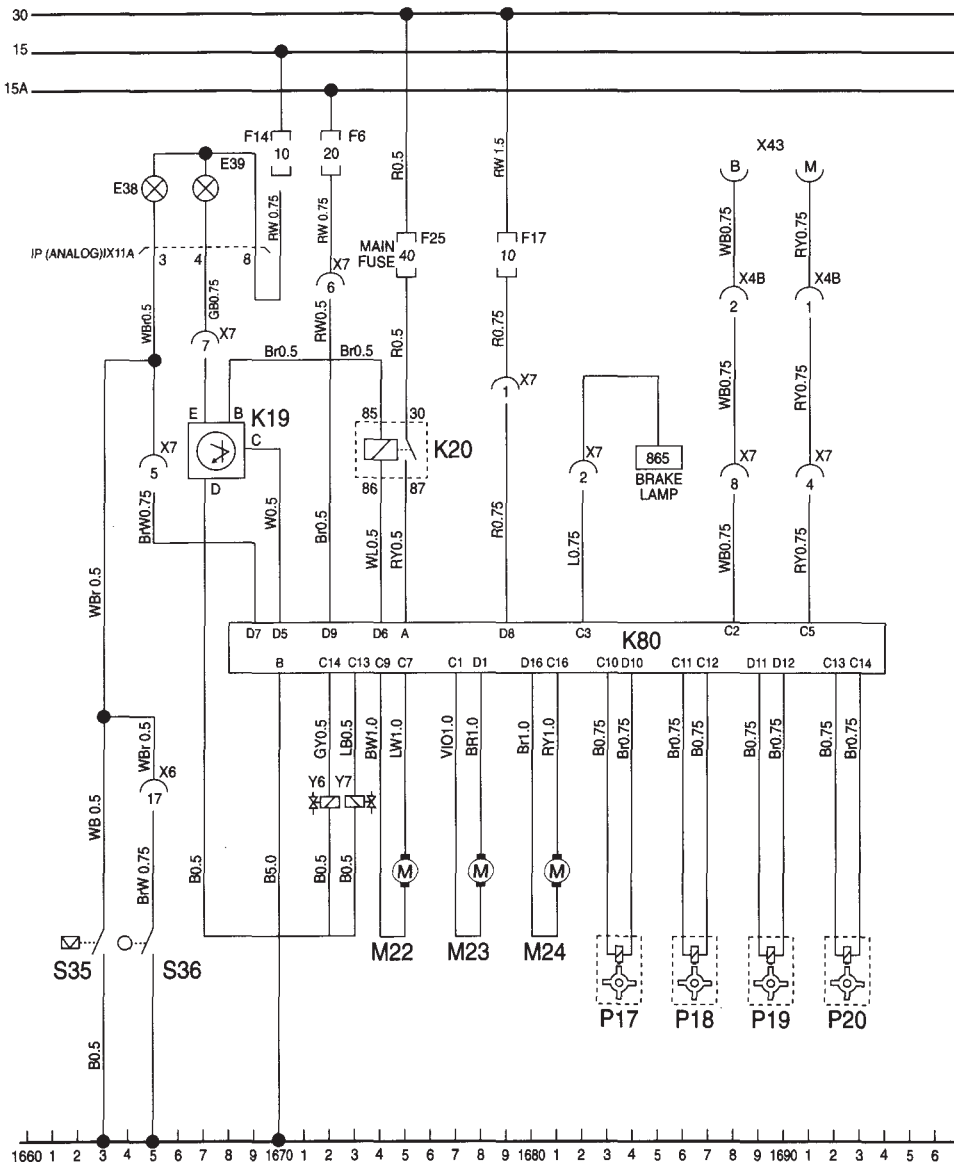 30
15
15A
F14 10
F6 20
E38
E39
RW 0.75
RW 0.75
R0.5
RW 1.5
X43
B M
WB0.75
RY0.75
IP (ANALOG)IX11A
3 4 8
MAIN FUSE
F25 40
F17 10
X7 6
X4B 2
X4B 1
WBr0.5
GB0.75
RW0.5
R0.5
R0.75
X7 7
Br0.5 Br0.5
X7 1
WB0.75
RY0.75
E B K19
C
D
85 30
K20
86 87
X7 5
X7 2
865
BRAKE LAMP
X7 8
X7 4
BrW0.75
W0.5
Br0.5
WL0.5
RY0.5
R0.75
L0.75
WB0.75
RY0.75
WBr 0.5
D7 D5 D9 D6 A D8 C3 K80 C2 C5
B C14 C13 C9 C7 C1 D1 D16 C16 C10 D10 C11 C12 D11 D12 C13 C14
WBr 0.5
GY0.5
LB0.5
BW1.0
LW1.0
VIO1.0
BR1.0
Br1.0
RY1.0
B0.75
Br0.75
Br0.75
B0.75
B0.75
Br0.75
B0.75
Br0.75
X6 17
Y6 Y7
WB 0.5
BrW 0.75
B0.5
B5.0
B0.5
B0.5
M M M
S35 S36
M22 M23 M24
P17 P18 P19 P20
B0.5
1660 1 2 3 4 5 6 7 8 9 1670 1 2 3 4 5 6 7 8 9 1680 1 2 3 4 5 6 7 8 9 1690 1 2 3 4 5 6